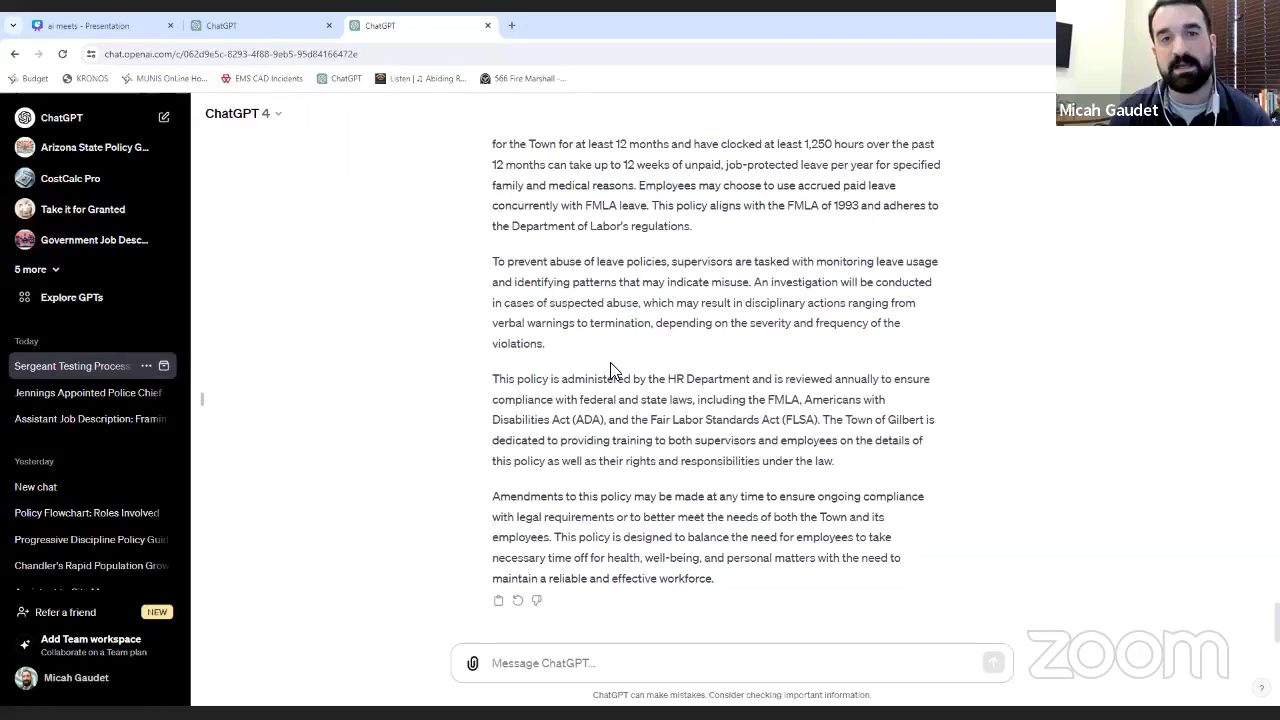 ai meets - Presentation
ChatGPT
ChatGPT
chat.openai.com/c/062d9e5c-8293-4f88-9eb5-95d84166472e
Budget
KRONOS
MUNIS OnLine Ho...
EMS CAD Incidents
ChatGPT
Listen | Abiding R...
566 Fire Marshall -...
Micah Gaudet
ChatGPT
Arizona State Policy G...
CostCalc Pro
Take it for Granted
Government Job Desc...
5 more
Explore GPTs
Today
Sergeant Testing Process
Jennings Appointed Police Chief
Assistant Job Description: Framin
Yesterday
New chat
Policy Flowchart: Roles Involved
Progressive Discipline Policy Guid
Chandler's Rapid Population Grow
Refer a friend
NEW
Add Team workspace
Collaborate on a Team plan
Micah Gaudet
ChatGPT 4
for the Town for at least 12 months and have clocked at least 1,250 hours over the past
12 months can take up to 12 weeks of unpaid, job-protected leave per year for specified
family and medical reasons. Employees may choose to use accrued paid leave
concurrently with FMLA leave. This policy aligns with the FMLA of 1993 and adheres to
the Department of Labor's regulations.
To prevent abuse of leave policies, supervisors are tasked with monitoring leave usage
and identifying patterns that may indicate misuse. An investigation will be conducted
in cases of suspected abuse, which may result in disciplinary actions ranging from
verbal warnings to termination, depending on the severity and frequency of the
violations.
This policy is administered by the HR Department and is reviewed annually to ensure
compliance with federal and state laws, including the FMLA, Americans with
Disabilities Act (ADA), and the Fair Labor Standards Act (FLSA). The Town of Gilbert is
dedicated to providing training to both supervisors and employees on the details of
this policy as well as their rights and responsibilities under the law.
Amendments to this policy may be made at any time to ensure ongoing compliance
with legal requirements or to better meet the needs of both the Town and its
employees. This policy is designed to balance the need for employees to take
necessary time off for health, well-being, and personal matters with the need to
maintain a reliable and effective workforce.
Message ChatGPT...
ChatGPT can make mistakes. Consider checking important information.
zoom
?